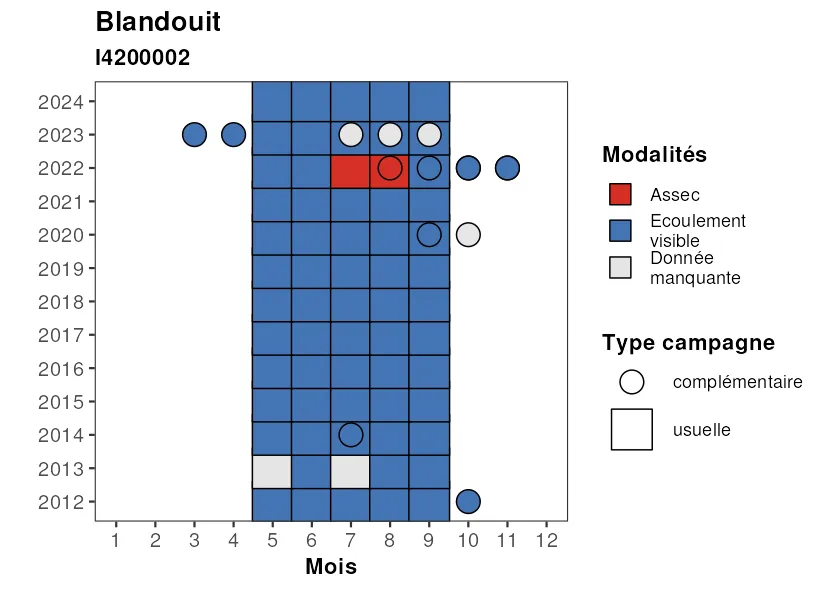 Blandouit
I4200002
2024
2023
2022
2021
2020
2019
2018
2017
2016
2015
2014
2013
2012
1 2 3 4 5 6 7 8 9 10 11 12
Mois
Modalités
Assec
Ecoulement
visible
Donnée
manquante
Type campagne
complémentaire
usuelle